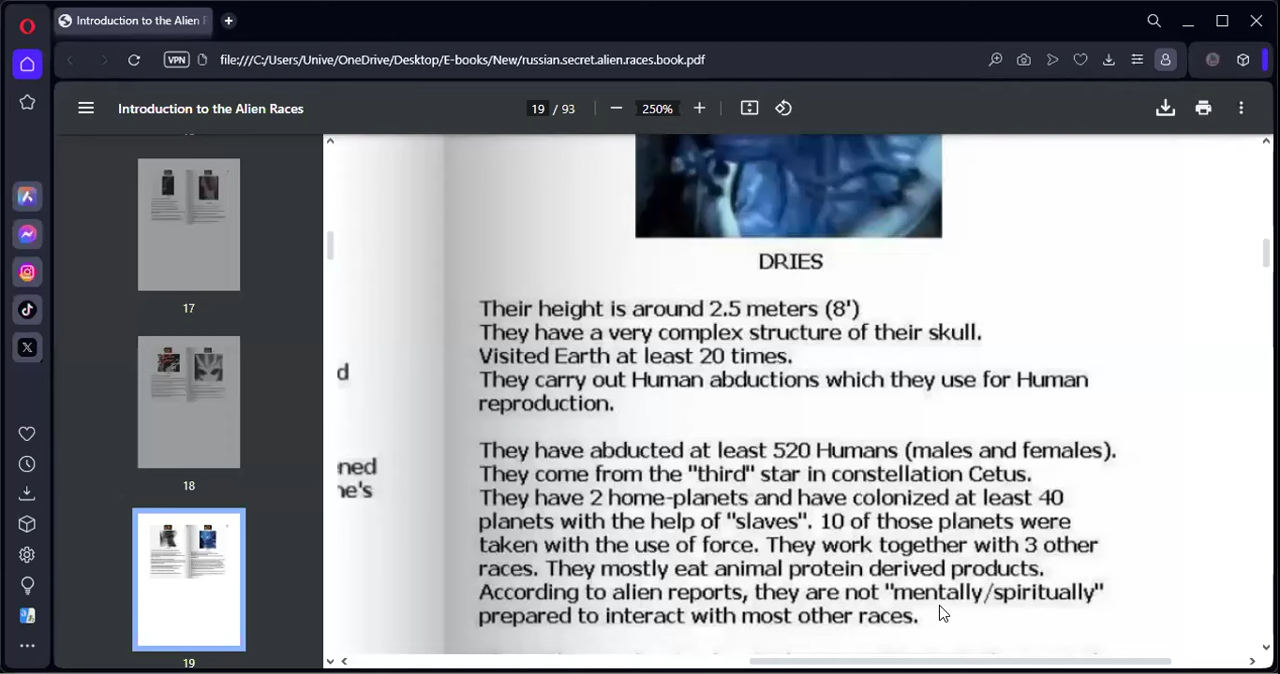 Introduction to the Alien R
VPN
file:///C:/Users/Unive/OneDrive/Desktop/E-books/New/russian.secret.alien.races.book.pdf
Introduction to the Alien Races
19 / 93
250%
17
18
19
DRIES
Their height is around 2.5 meters (8')
They have a very complex structure of their skull.
Visited Earth at least 20 times.
They carry out Human abductions which they use for Human
reproduction.
They have abducted at least 520 Humans (males and females).
They come from the "third" star in constellation Cetus.
They have 2 home-planets and have colonized at least 40
planets with the help of "slaves". 10 of those planets were
taken with the use of force. They work together with 3 other
races. They mostly eat animal protein derived products.
According to alien reports, they are not "mentally/spiritually"
prepared to interact with most other races.
d
ned
ne's